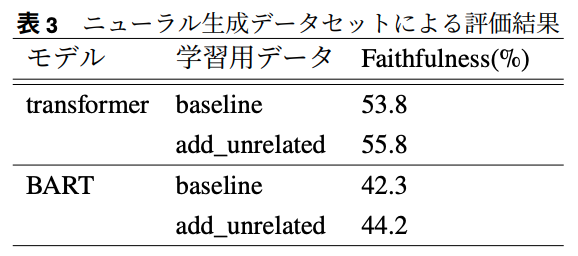 表 3 ニューラル生成データセットによる評価結果
モデル 学習用データ Faithfulness(%)
transformer baseline 53.8
add_unrelated 55.8
BART baseline 42.3
add_unrelated 44.2